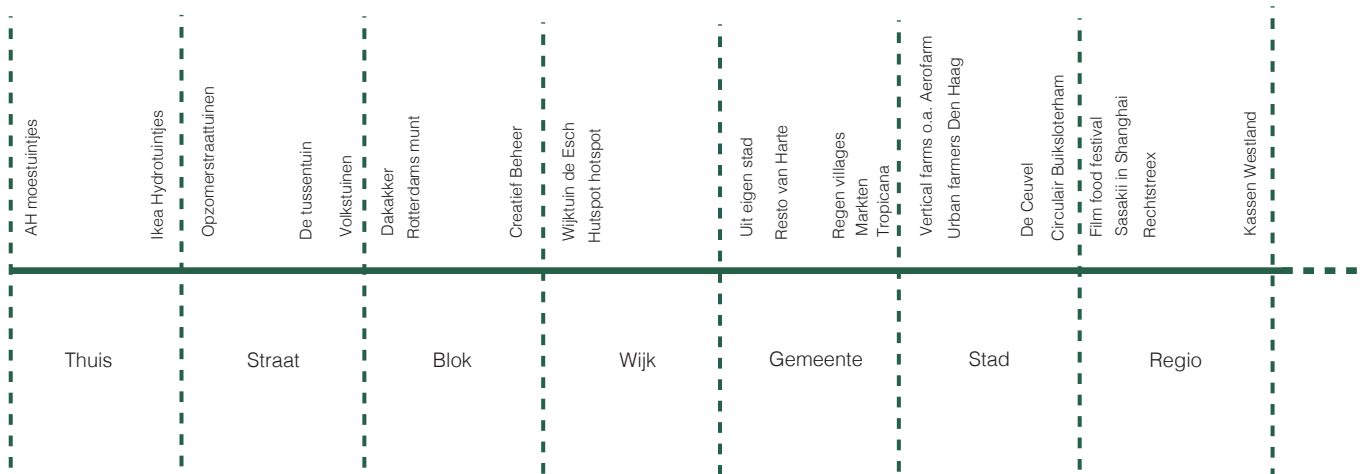 AH moestuintjes
Ikea Hydrotuintjes
Opzomerstraattuinen
De tussentuin
Volkstuinen
Dakakker
Rotterdams munt
Creatief Beheer
Wijktuin de Esch
Hutspot hotspot
Uit eigen stad
Resto van Harte
Regen villages
Markten
Tropicana
Vertical farms o.a. Aerofarm
Urban farmers Den Haag
De Ceuvel
Circulair Buiksloterham
Film food festival
Sasakii in Shanghai
Rechtstreex
Kassen Westland
Thuis
Straat
Blok
Wijk
Gemeente
Stad
Regio